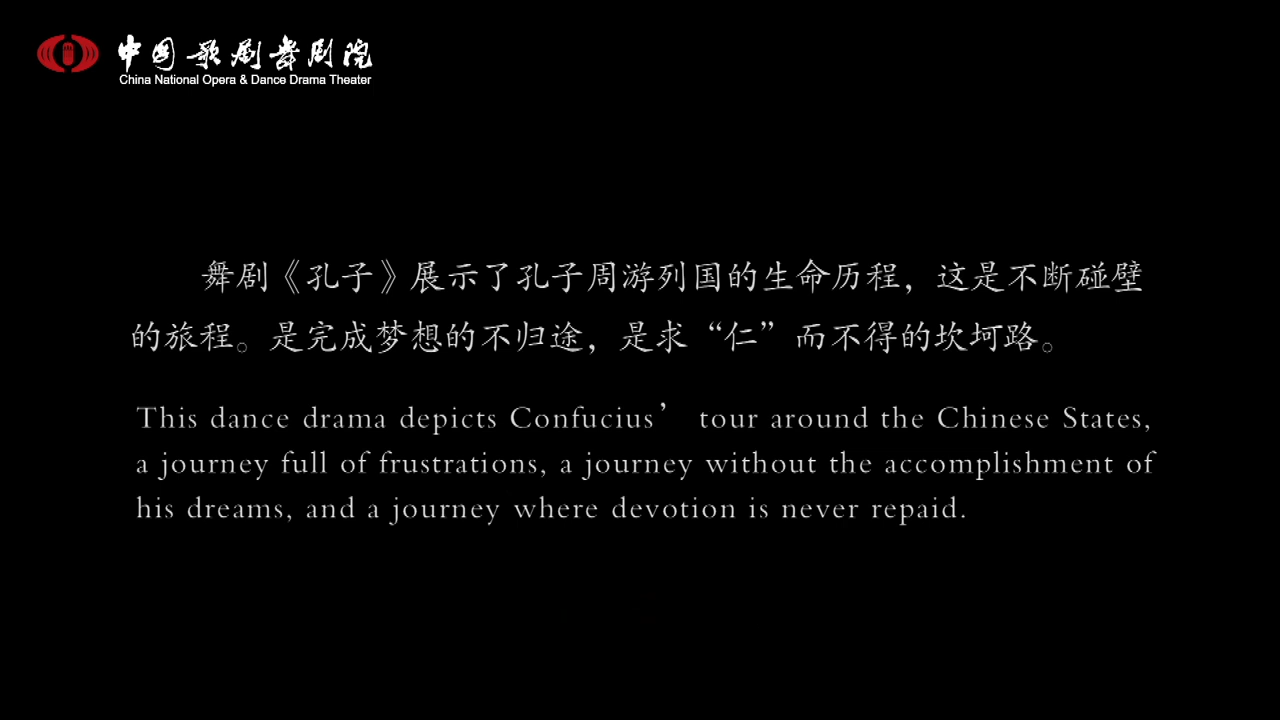 中国歌剧舞剧院
China National Opera & Dance Drama Theater
舞剧《孔子》展示了孔子周游列国的生命历程，这是不断碰壁
的旅程。是完成梦想的不归途，是求“仁”而不得的坎坷路。
This dance drama depicts Confucius’ tour around the Chinese States,
a journey full of frustrations, a journey without the accomplishment of
his dreams, and a journey where devotion is never repaid.